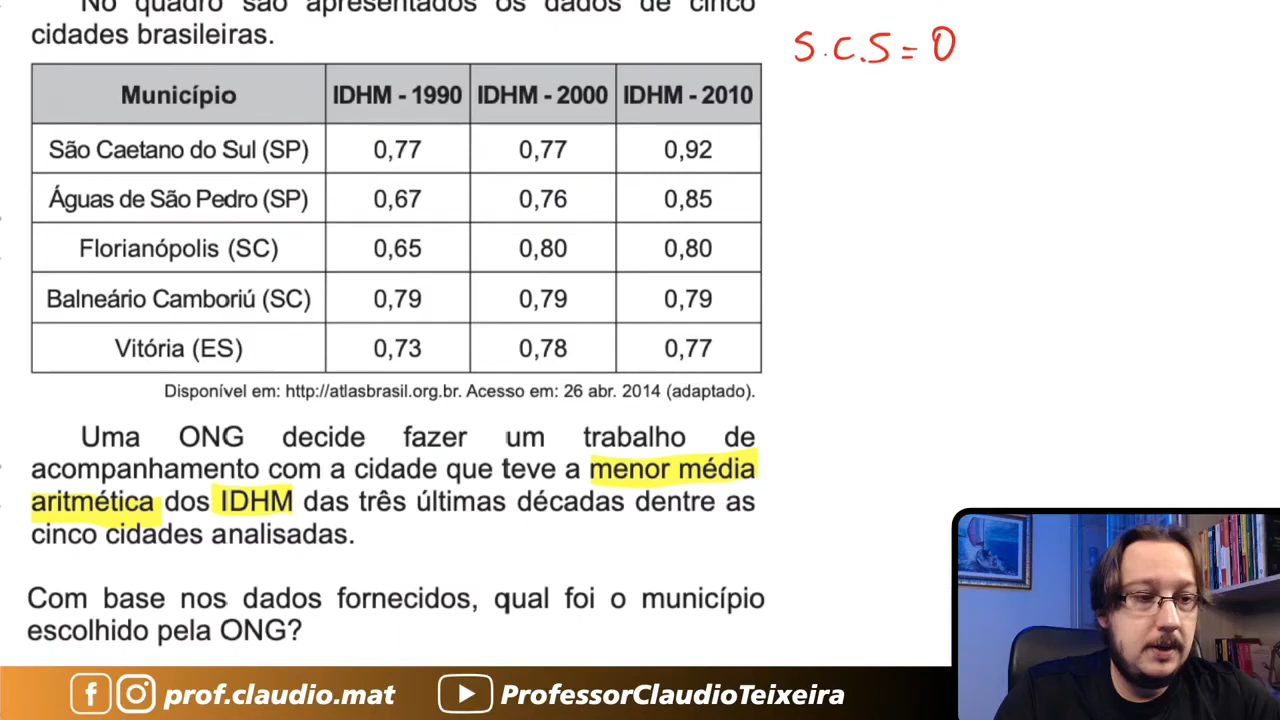 No quadro são apresentados os dados de cinco
cidades brasileiras.
S.C.S = 0
Município IDHM - 1990 IDHM - 2000 IDHM - 2010
São Caetano do Sul (SP) 0,77 0,77 0,92
Águas de São Pedro (SP) 0,67 0,76 0,85
Florianópolis (SC) 0,65 0,80 0,80
Balneário Camboriú (SC) 0,79 0,79 0,79
Vitória (ES) 0,73 0,78 0,77
Disponível em: http://atlasbrasil.org.br. Acesso em: 26 abr. 2014 (adaptado).
Uma ONG decide fazer um trabalho de
acompanhamento com a cidade que teve a menor média
aritmética dos IDHM das três últimas décadas dentre as
cinco cidades analisadas.
Com base nos dados fornecidos, qual foi o município
escolhido pela ONG?
prof.claudio.mat ProfessorClaudioTeixeira